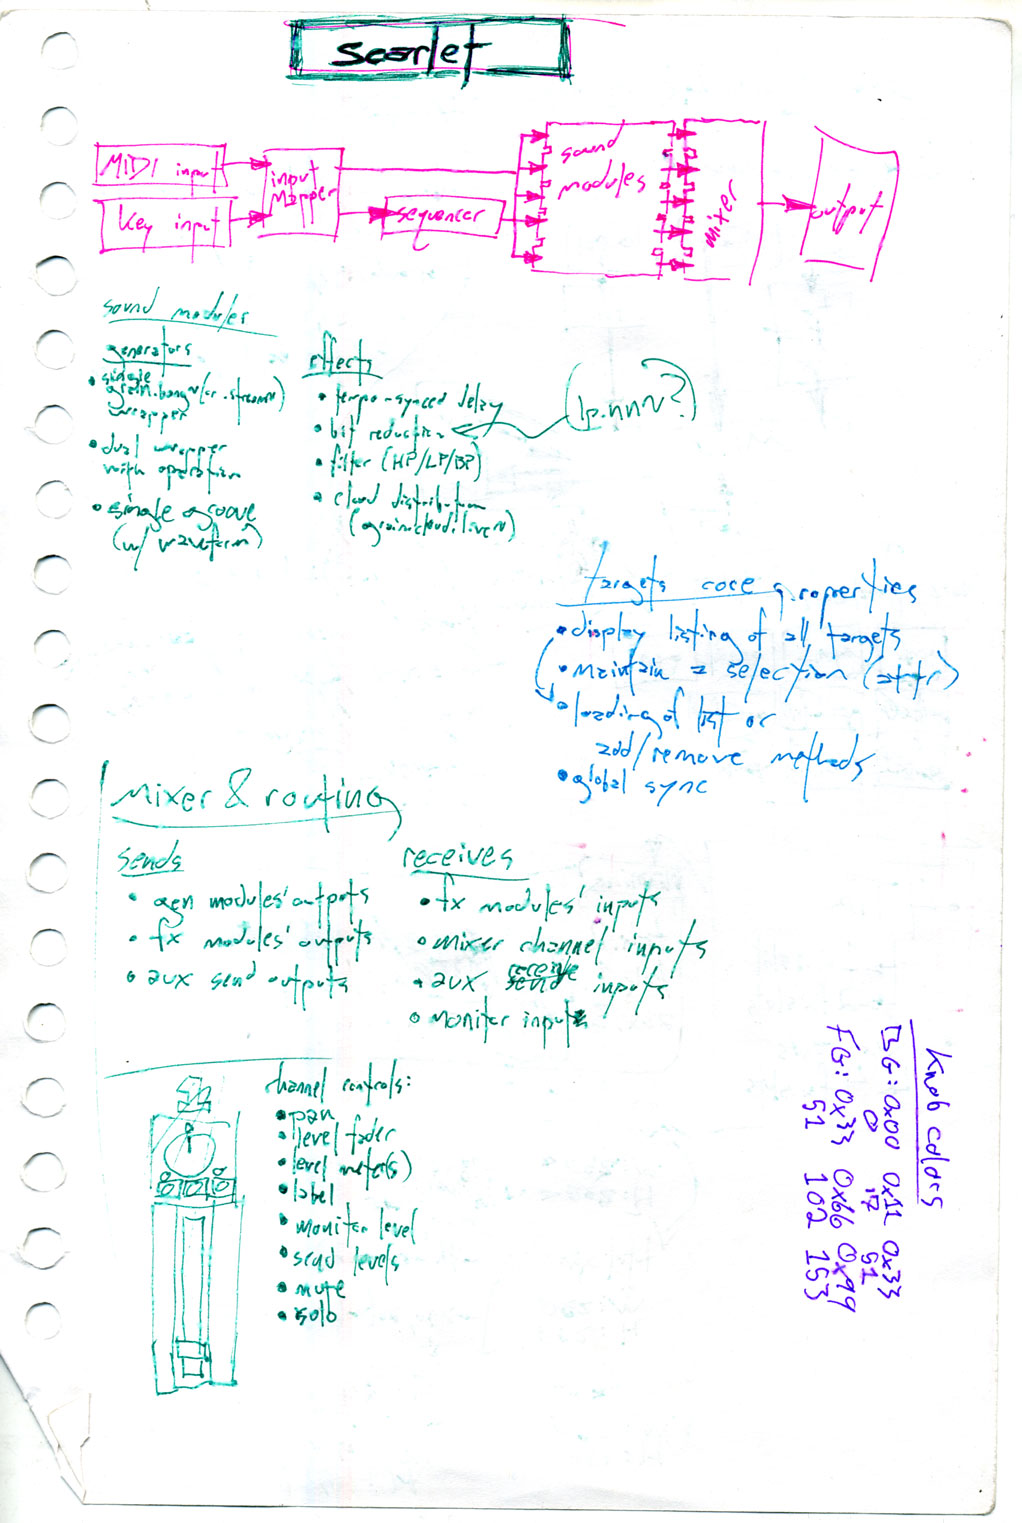 scarlet
MIDI input
key input
input
mapper
sequencer
sound
modules
mixer
output
sound modules
generators
• single
grain.bang~ (or .stream~)
wrapper
• dual wrapper
with operation
• single groove
(w/ waveform)
effects
• tempo-synced delay
• bit reduction
• filter (HP/LP/BP)
• cloud distribution
(grain.cloud.live~)
(lp.nnn~?)
targets core properties
• display listing of all targets
• maintain a selection (attr)
• loading of list or
add/remove methods
• global sync
mixer & routing
sends
• gen modules' outputs
• fx modules' outputs
• aux send outputs
receives
• fx modules' inputs
• mixer channel inputs
receive
• aux send inputs
• monitor inputs
channel controls:
• pan
• level fader
• level meter(s)
• label
• monitor level
• send levels
• mute
• solo
knob colors
BG: 0x00 0x11 0x33
0 17 51
FG: 0x33 0x66 0x99
51 102 153